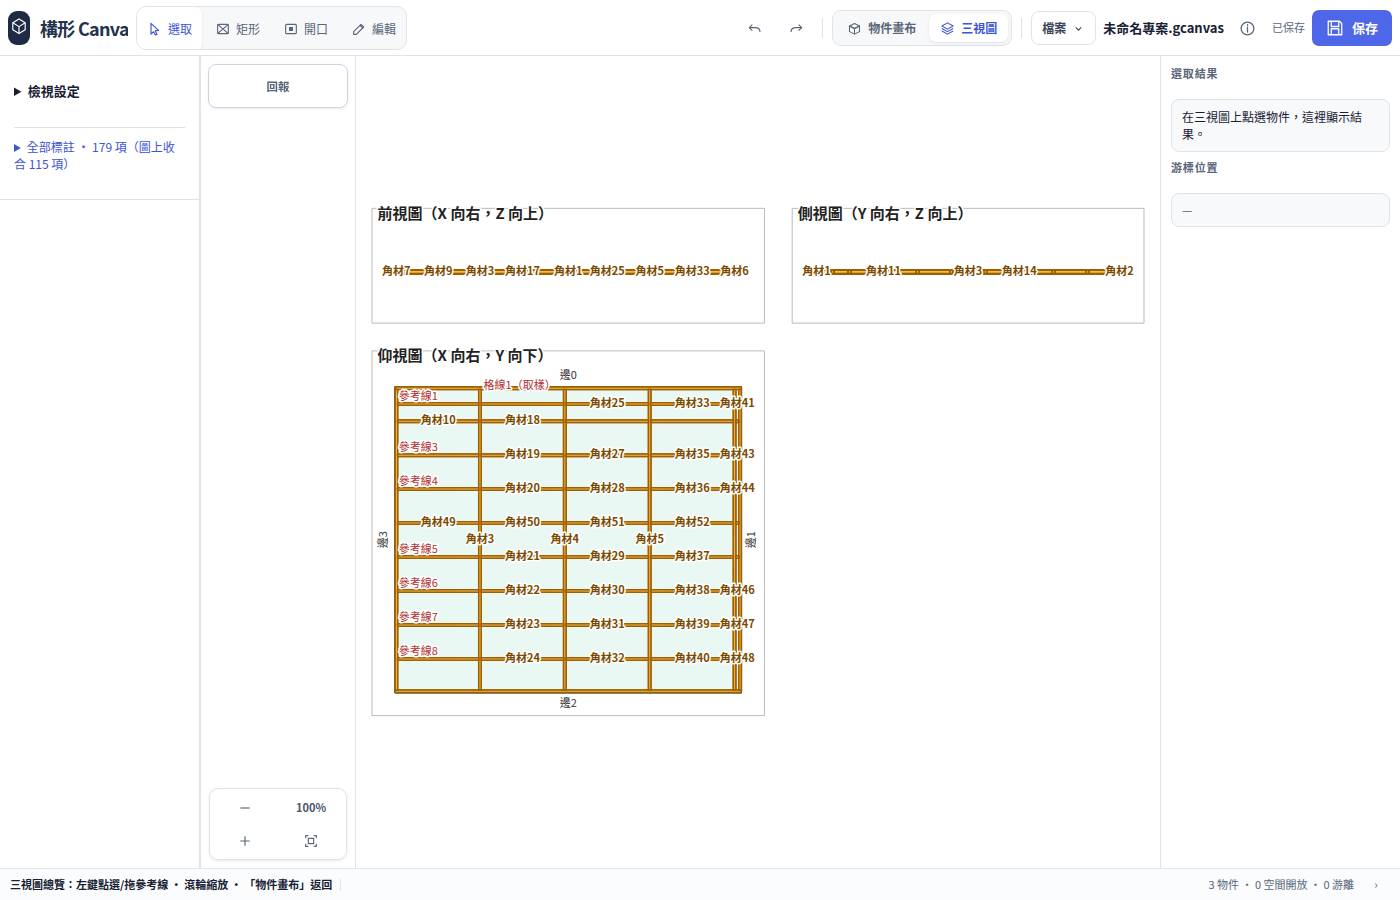 構形 Canva
選取
矩形
開口
編輯
物件畫布
三視圖
檔案
未命名專案.gcanvas
已保存
保存
▶ 檢視設定
▶ 全部標註 · 179 項（圖上收
合 115 項）
回報
100%
前視圖（X 向右，Z 向上）
角材7 角材9 角材3 角材17 角材1 角材25 角材5 角材33 角材6
側視圖（Y 向右，Z 向上）
角材1 角材11 角材3 角材14 角材2
仰視圖（X 向右，Y 向下）
邊0
格線1（取樣）
參考線1
角材25 角材33 角材41
角材10 角材18
參考線3
角材19 角材27 角材35 角材43
參考線4
角材20 角材28 角材36 角材44
角材49 角材50 角材51 角材52
邊3
角材3 角材4 角材5
邊1
參考線5
角材21 角材29 角材37
參考線6
角材22 角材30 角材38 角材46
參考線7
角材23 角材31 角材39 角材47
參考線8
角材24 角材32 角材40 角材48
邊2
選取結果
在三視圖上點選物件，這裡顯示結
果。
游標位置
—
三視圖總覽：左鍵點選/拖參考線 · 滾輪縮放 · 「物件畫布」返回
3 物件 · 0 空間開放 · 0 游離